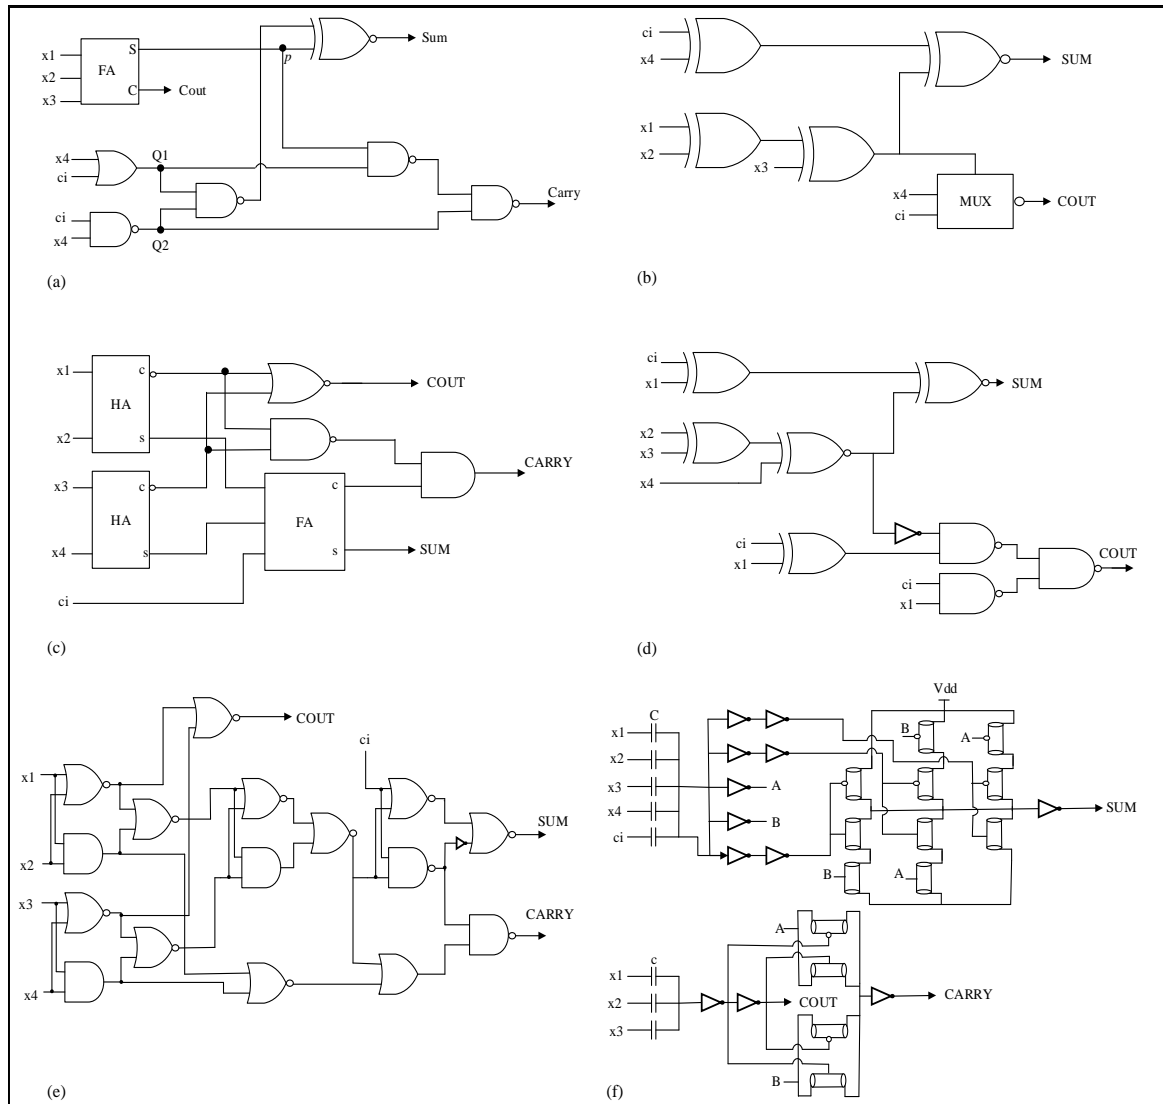 x1
x2
x3
FA
S
C
Cout
p
Sum
x4
ci
Q1
ci
x4
Q2
Carry
(a)
ci
x4
x1
x2
x3
SUM
x4
ci
MUX
COUT
(b)
x1
x2
HA
c
s
x3
x4
HA
c
s
ci
FA
c
s
COUT
CARRY
SUM
(c)
ci
x1
x2
x3
x4
SUM
ci
x1
ci
x1
COUT
(d)
COUT
ci
x1
x2
x3
x4
SUM
CARRY
(e)
Vdd
C
x1
x2
x3
x4
ci
A
B
B
A
B
A
SUM
c
x1
x2
x3
A
COUT
B
CARRY
(f)